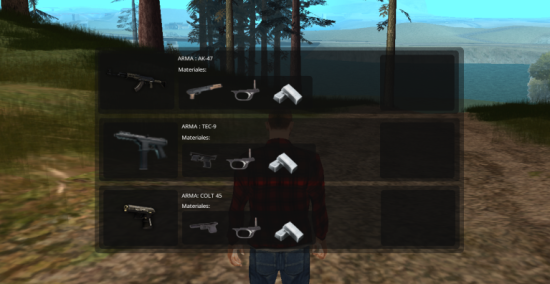 ARMA : AK-47
Materiales:
ARMA : TEC-9
Materiales:
ARMA: COLT 45
Materiales: